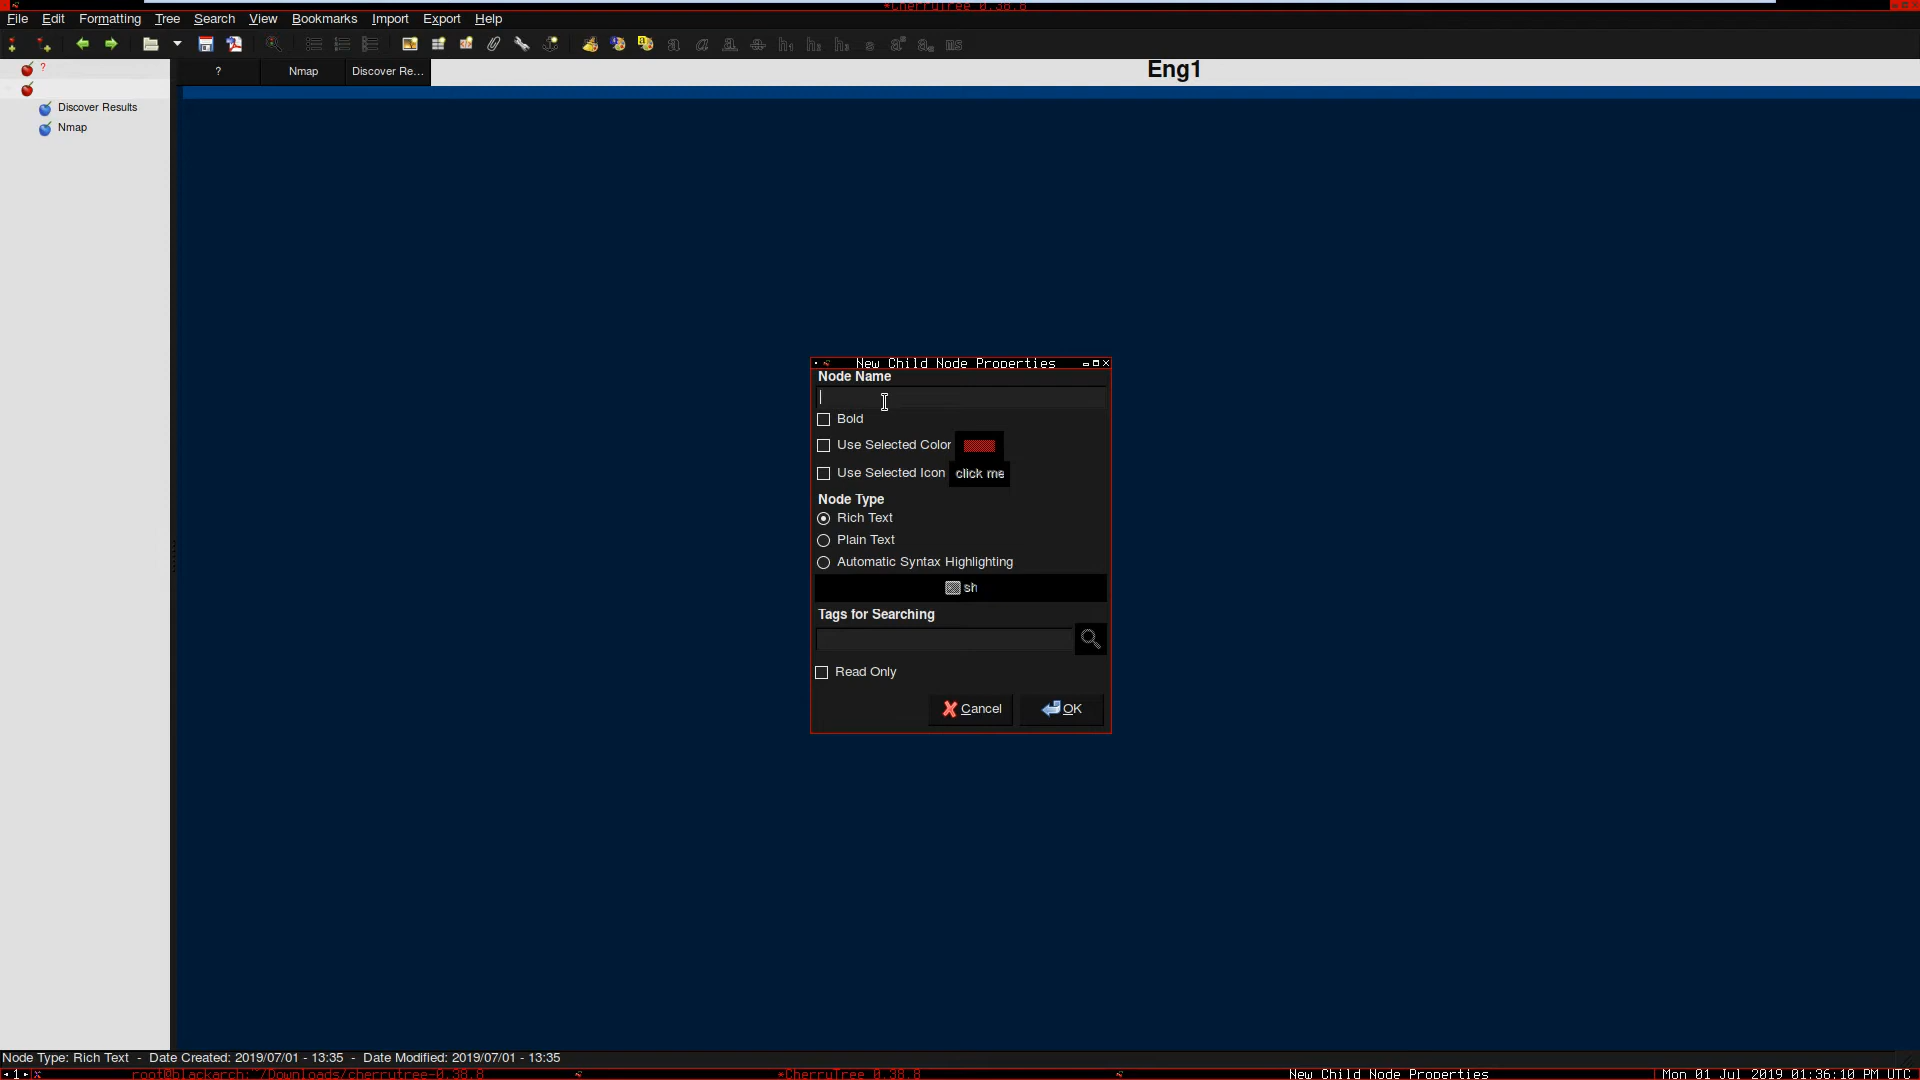 *CherryTree 0.38.8
File Edit Formatting Tree Search View Bookmarks Import Export Help
h1 h2 h3 s a a ms
?
Discover Results
Nmap
? Nmap Discover Re... Eng1
New Child Node Properties
Node Name
Bold
Use Selected Color
Use Selected Icon click me
Node Type
Rich Text
Plain Text
Automatic Syntax Highlighting
sh
Tags for Searching
Read Only
Cancel OK
Node Type: Rich Text - Date Created: 2019/07/01 - 13:35 - Date Modified: 2019/07/01 - 13:35
1 root@blackarch:~/Downloads/cherrytree-0.38.8 *CherryTree 0.38.8 New Child Node Properties Mon 01 Jul 2019 01:36:10 PM UTC